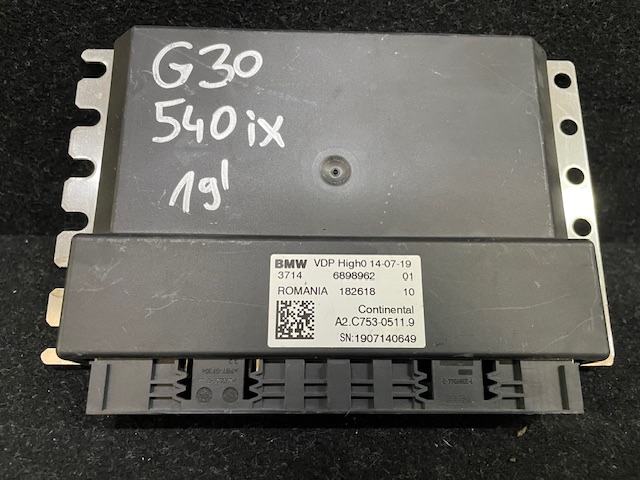 G30
540ix
19'
BMW VDP High0 14-07-19
3714 6898962 01
ROMANIA 182618 10
Continental
A2.C753-0511.9
SN:1907140649